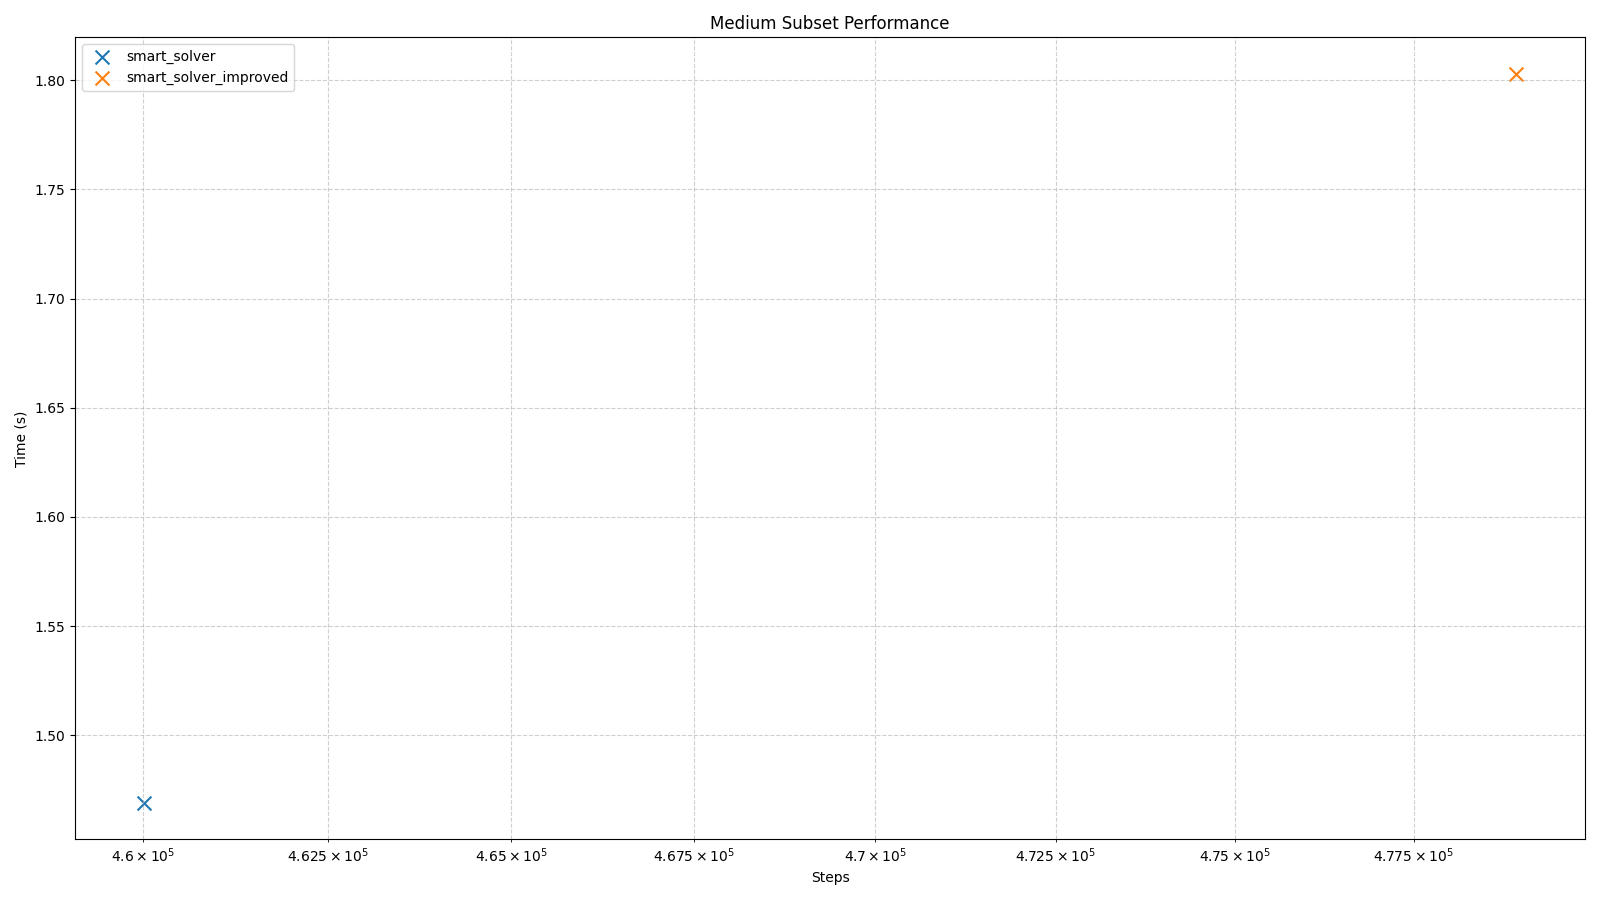 Medium Subset Performance
smart_solver
smart_solver_improved
1.80
1.75
1.70
1.65
1.60
1.55
1.50
Time (s)
4.6 × 10⁵
4.625 × 10⁵
4.65 × 10⁵
4.675 × 10⁵
4.7 × 10⁵
4.725 × 10⁵
4.75 × 10⁵
4.775 × 10⁵
Steps